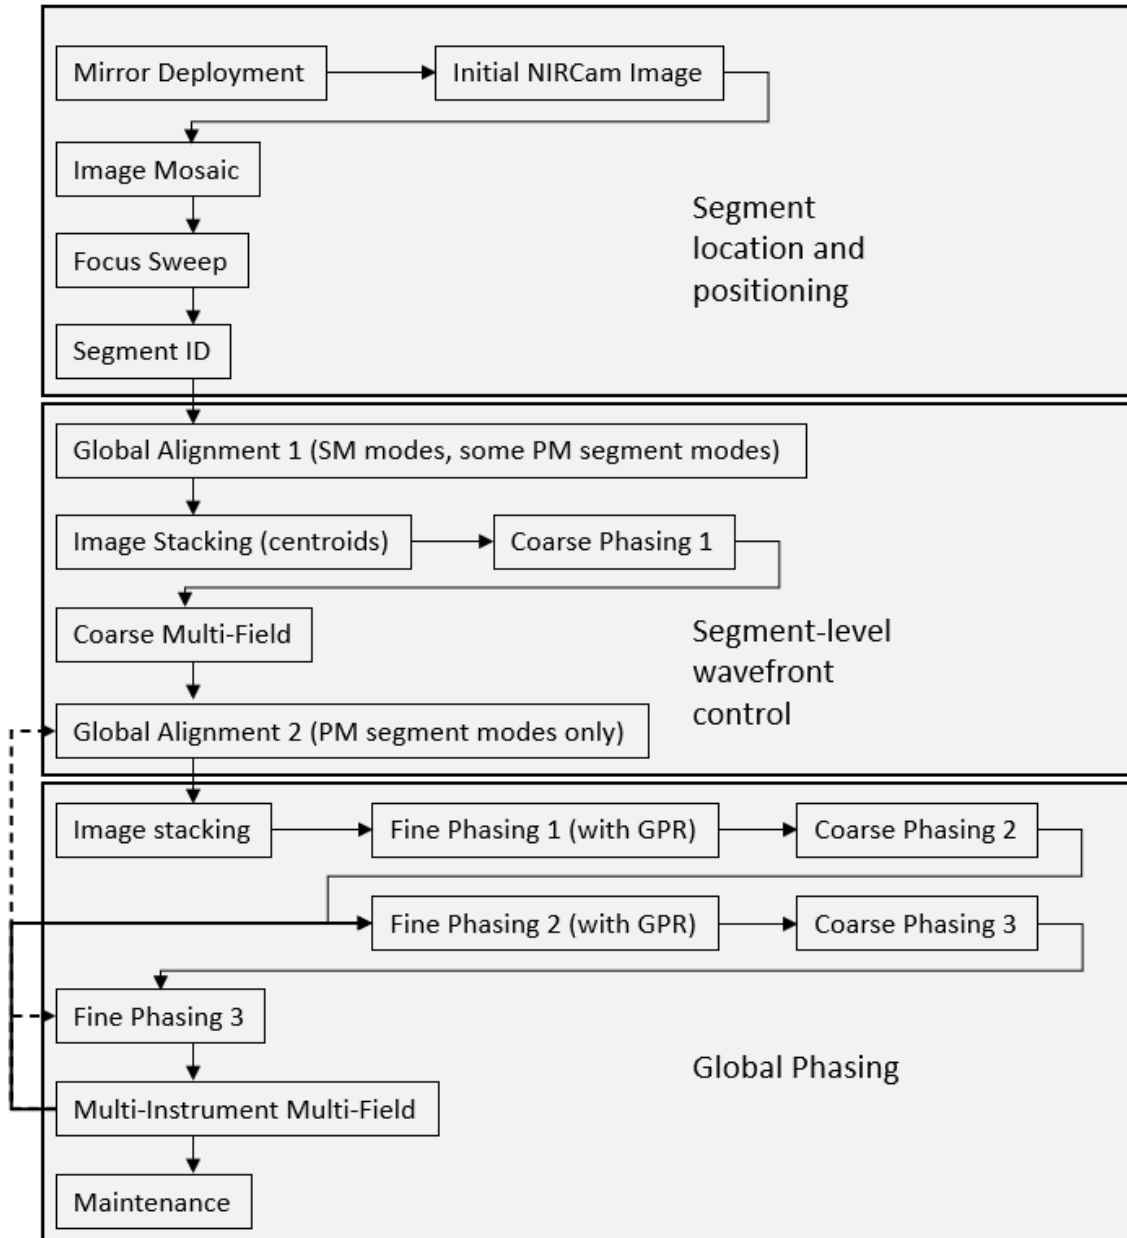 Mirror Deployment
Initial NIRCam Image
Image Mosaic
Segment
location and
positioning
Focus Sweep
Segment ID
Global Alignment 1 (SM modes, some PM segment modes)
Image Stacking (centroids)
Coarse Phasing 1
Coarse Multi-Field
Segment-level
wavefront
control
Global Alignment 2 (PM segment modes only)
Image stacking
Fine Phasing 1 (with GPR)
Coarse Phasing 2
Fine Phasing 2 (with GPR)
Coarse Phasing 3
Fine Phasing 3
Global Phasing
Multi-Instrument Multi-Field
Maintenance